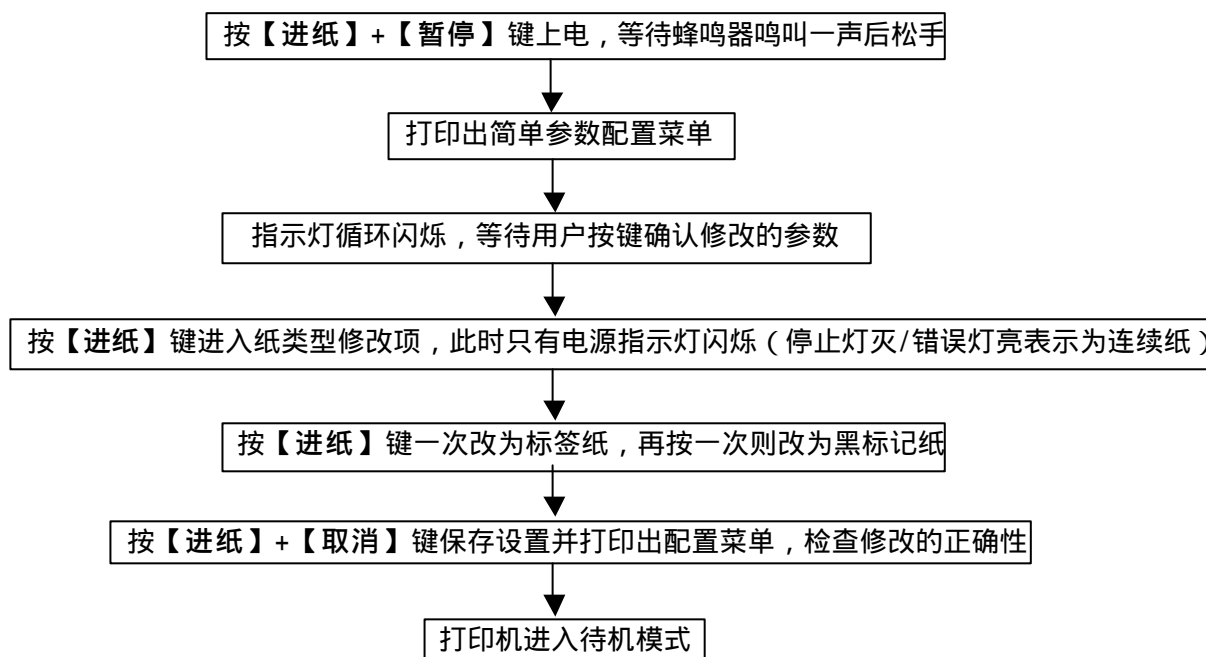 按【进纸】+【暂停】键上电，等待蜂鸣器鸣叫一声后松手
打印出简单参数配置菜单
指示灯循环闪烁，等待用户按键确认修改的参数
按【进纸】键进入纸类型修改项，此时只有电源指示灯闪烁（停止灯灭/错误灯亮表示为连续纸）
按【进纸】键一次改为标签纸，再按一次则改为黑标记纸
按【进纸】+【取消】键保存设置并打印出配置菜单，检查修改的正确性
打印机进入待机模式